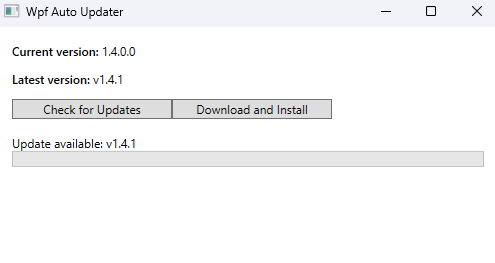 Wpf Auto Updater
Current version: 1.4.0.0
Latest version: v1.4.1
Check for Updates Download and Install
Update available: v1.4.1